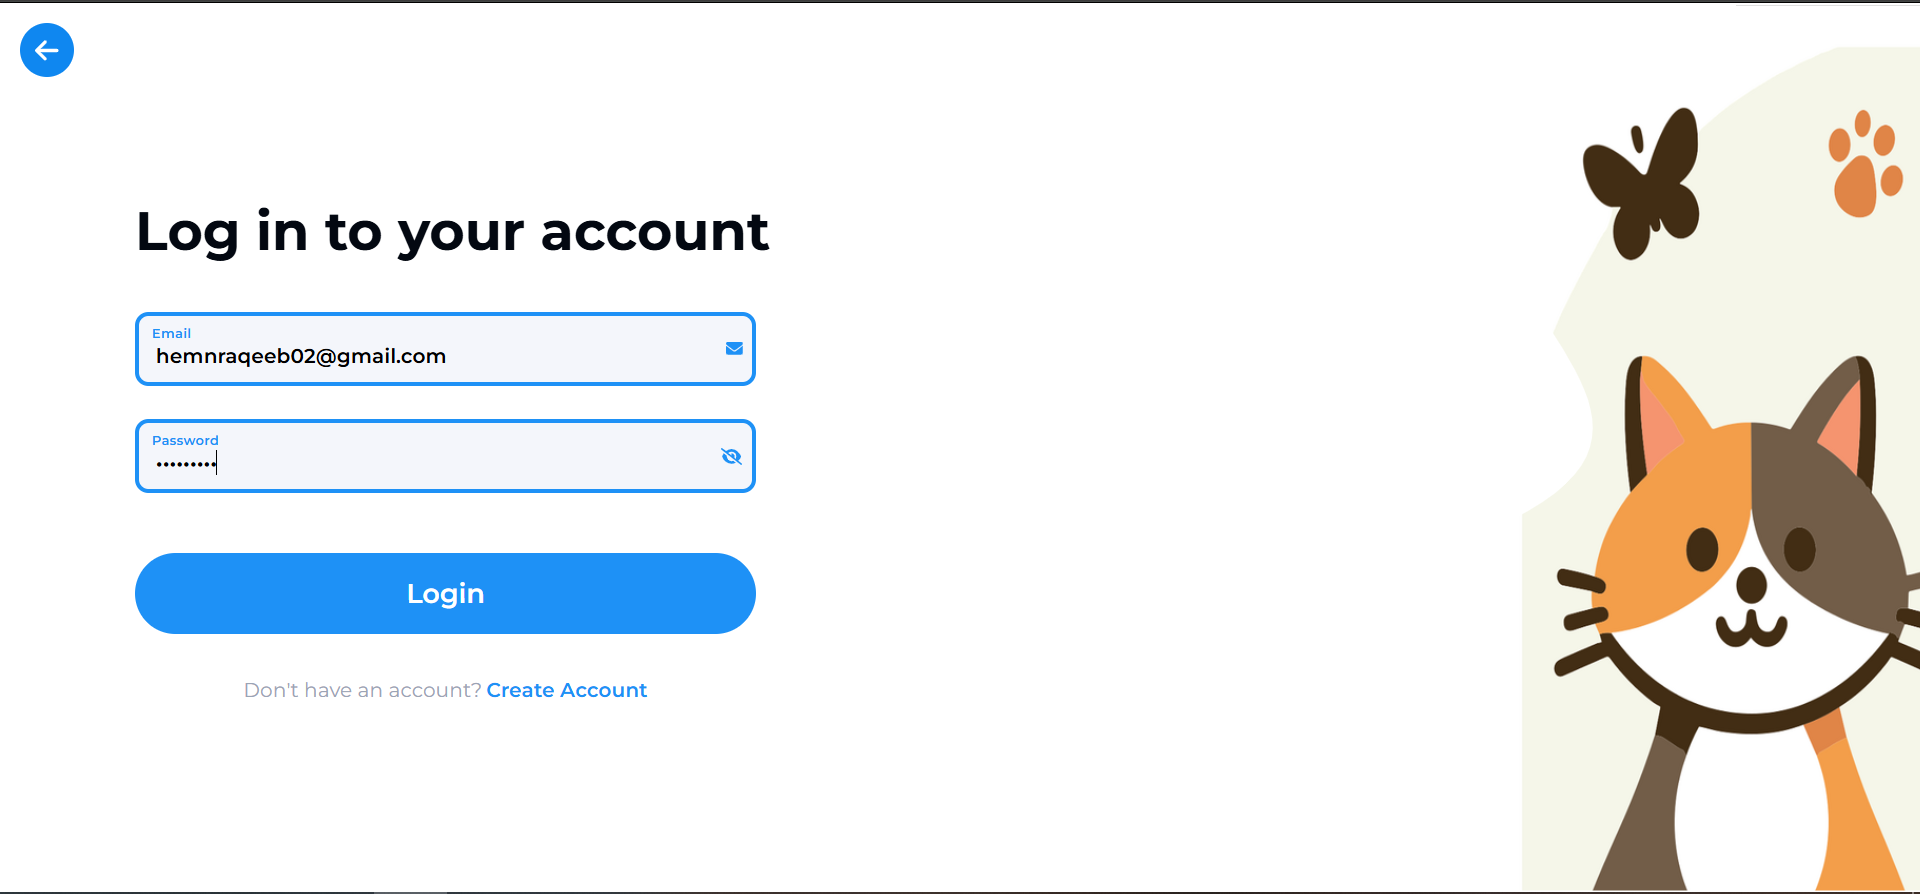 Log in to your account
Email
hemnraqeeb02@gmail.com
Password
•••••••••
Login
Don't have an account? Create Account